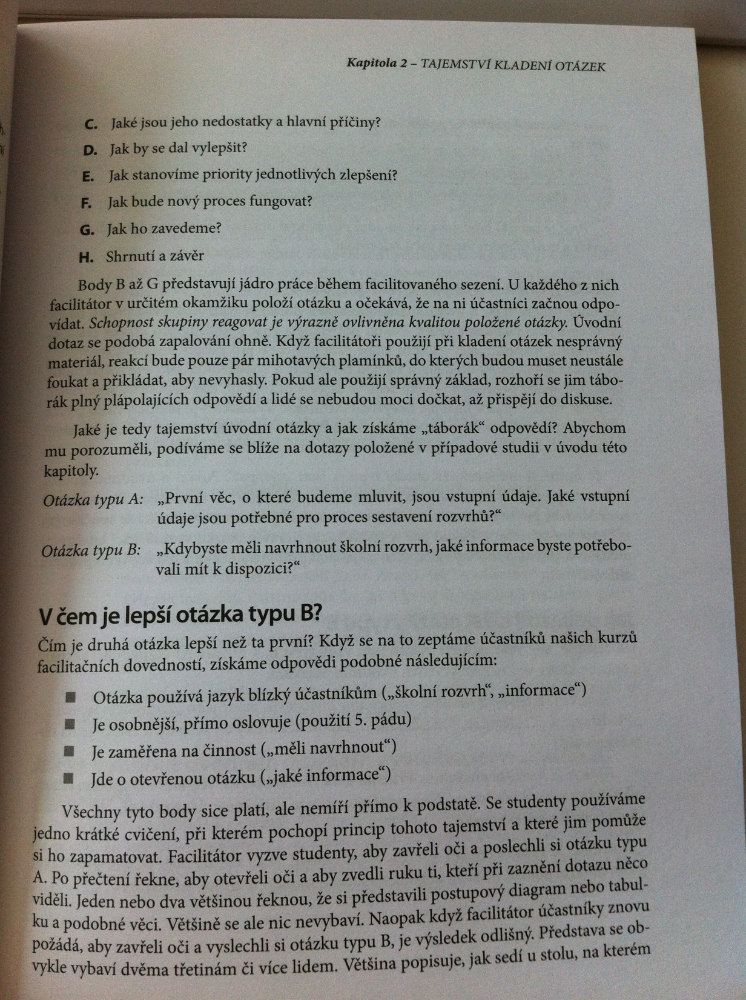 Kapitola 2 – TAJEMSTVÍ KLADENÍ OTÁZEK
C. Jaké jsou jeho nedostatky a hlavní příčiny?
D. Jak by se dal vylepšit?
E. Jak stanovíme priority jednotlivých zlepšení?
F. Jak bude nový proces fungovat?
G. Jak ho zavedeme?
H. Shrnutí a závěr
Body B až G představují jádro práce během facilitovaného sezení. U každého z nich
facilitátor v určitém okamžiku položí otázku a očekává, že na ni účastníci začnou odpo-
vídat. Schopnost skupiny reagovat je výrazně ovlivněna kvalitou položené otázky. Úvodní
dotaz se podobá zapalování ohně. Když facilitátoři použijí při kladení otázek nesprávný
materiál, reakcí bude pouze pár mihotavých plamínků, do kterých budou muset neustále
foukat a přikládat, aby nevyhasly. Pokud ale použijí správný základ, rozhoří se jim tábo-
rák plný plápolajících odpovědí a lidé se nebudou moci dočkat, až přispějí do diskuse.
Jaké je tedy tajemství úvodní otázky a jak získáme „táborák“ odpovědí? Abychom
mu porozuměli, podíváme se blíže na dotazy položené v případové studii v úvodu této
kapitoly.
Otázka typu A: „První věc, o které budeme mluvit, jsou vstupní údaje. Jaké vstupní
údaje jsou potřebné pro proces sestavení rozvrhů?“
Otázka typu B: „Kdybyste měli navrhnout školní rozvrh, jaké informace byste potřebo-
vali mít k dispozici?“
V čem je lepší otázka typu B?
Čím je druhá otázka lepší než ta první? Když se na to zeptáme účastníků našich kurzů
facilitačních dovedností, získáme odpovědi podobné následujícím:
■ Otázka používá jazyk blízký účastníkům („školní rozvrh“, „informace“)
■ Je osobnější, přímo oslovuje (použití 5. pádu)
■ Je zaměřena na činnost („měli navrhnout“)
■ Jde o otevřenou otázku („jaké informace“)
Všechny tyto body sice platí, ale nemíří přímo k podstatě. Se studenty používáme
jedno krátké cvičení, při kterém pochopí princip tohoto tajemství a které jim pomůže
si ho zapamatovat. Facilitátor vyzve studenty, aby zavřeli oči a poslechli si otázku typu
A. Po přečtení řekne, aby otevřeli oči a aby zvedli ruku ti, kteří při zaznění dotazu něco
viděli. Jeden nebo dva většinou řeknou, že si představili postupový diagram nebo tabul-
ku a podobné věci. Většině se ale nic nevybaví. Naopak když facilitátor účastníky znovu
požádá, aby zavřeli oči a vyslechli si otázku typu B, je výsledek odlišný. Představa se ob-
vykle vybaví dvěma třetinám či více lidem. Většina popisuje, jak sedí u stolu, na kterém